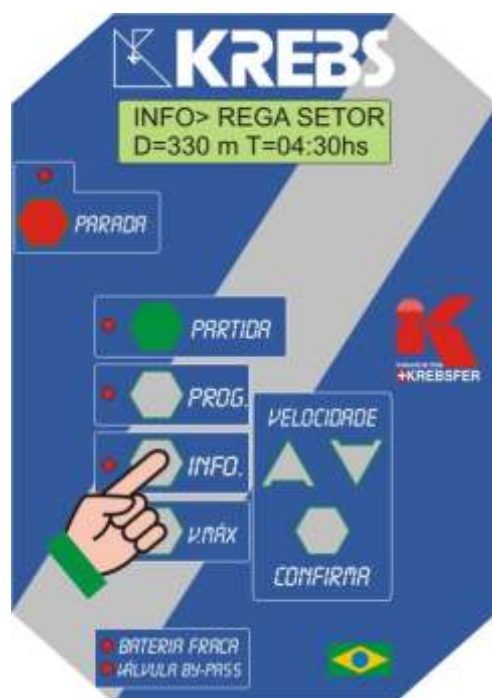 KREBS
INFO> REGA SETOR
D=330 m T=04:30hs
PARADA
PARTIDA
PROG.
INFO.
V.MÁX
VELOCIDADE
CONFIRMA
+KREBSFER
BATERIA FRACA
VÁLVULA BY-PASS